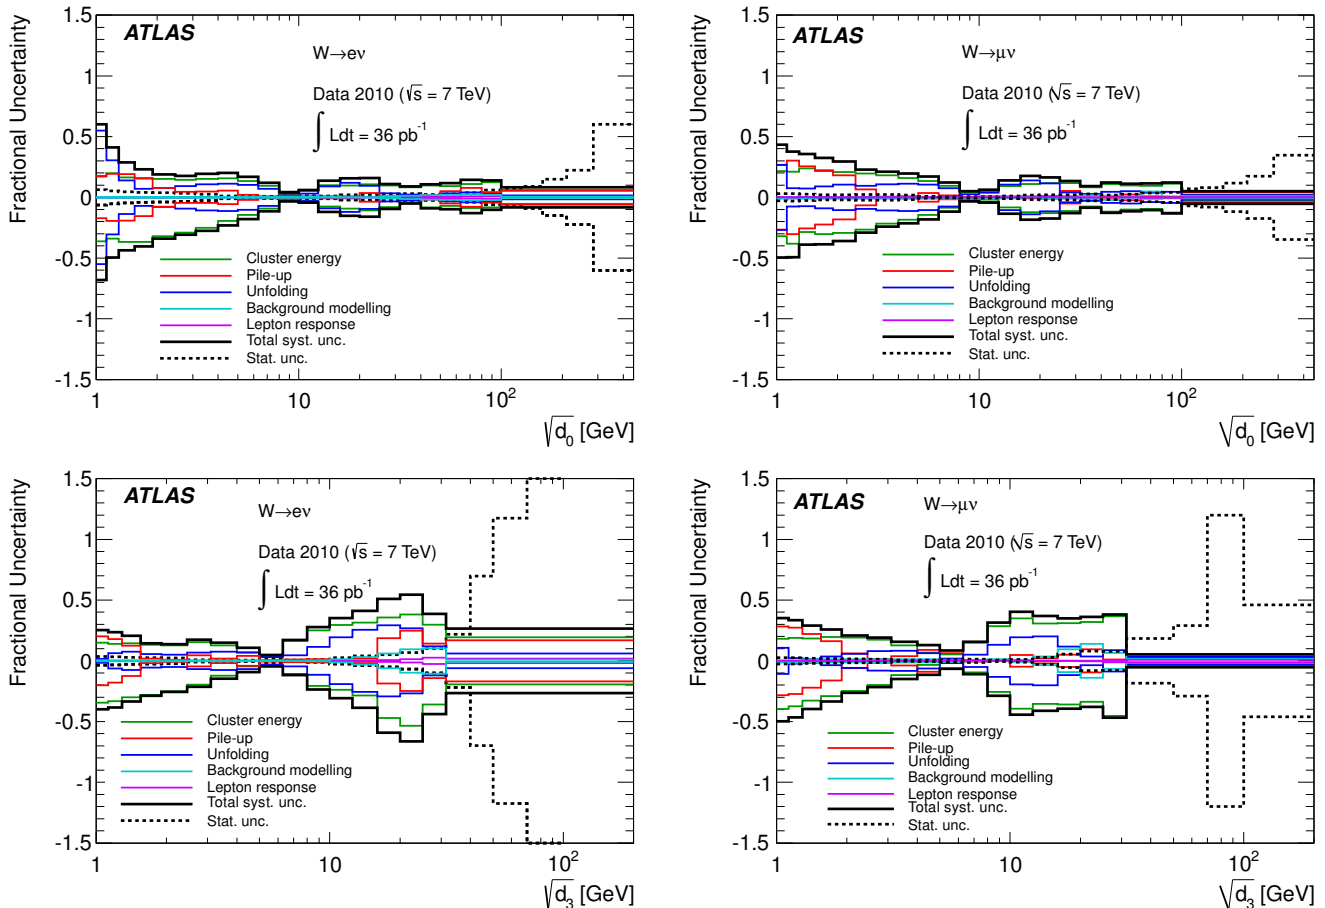 Fractional Uncertainty
1.5
1
0.5
0
-0.5
-1
-1.5
ATLAS
W→eν
Data 2010 (√s = 7 TeV)
∫ Ldt = 36 pb⁻¹
Cluster energy
Pile-up
Unfolding
Background modelling
Lepton response
Total syst. unc.
Stat. unc.
1 10 10²
√d₀ [GeV]
Fractional Uncertainty
1.5
1
0.5
0
-0.5
-1
-1.5
ATLAS
W→μν
Data 2010 (√s = 7 TeV)
∫ Ldt = 36 pb⁻¹
Cluster energy
Pile-up
Unfolding
Background modelling
Lepton response
Total syst. unc.
Stat. unc.
1 10 10²
√d₀ [GeV]
Fractional Uncertainty
1.5
1
0.5
0
-0.5
-1
-1.5
ATLAS
W→eν
Data 2010 (√s = 7 TeV)
∫ Ldt = 36 pb⁻¹
Cluster energy
Pile-up
Unfolding
Background modelling
Lepton response
Total syst. unc.
Stat. unc.
1 10 10²
√d₃ [GeV]
Fractional Uncertainty
1.5
1
0.5
0
-0.5
-1
-1.5
ATLAS
W→μν
Data 2010 (√s = 7 TeV)
∫ Ldt = 36 pb⁻¹
Cluster energy
Pile-up
Unfolding
Background modelling
Lepton response
Total syst. unc.
Stat. unc.
1 10 10²
√d₃ [GeV]